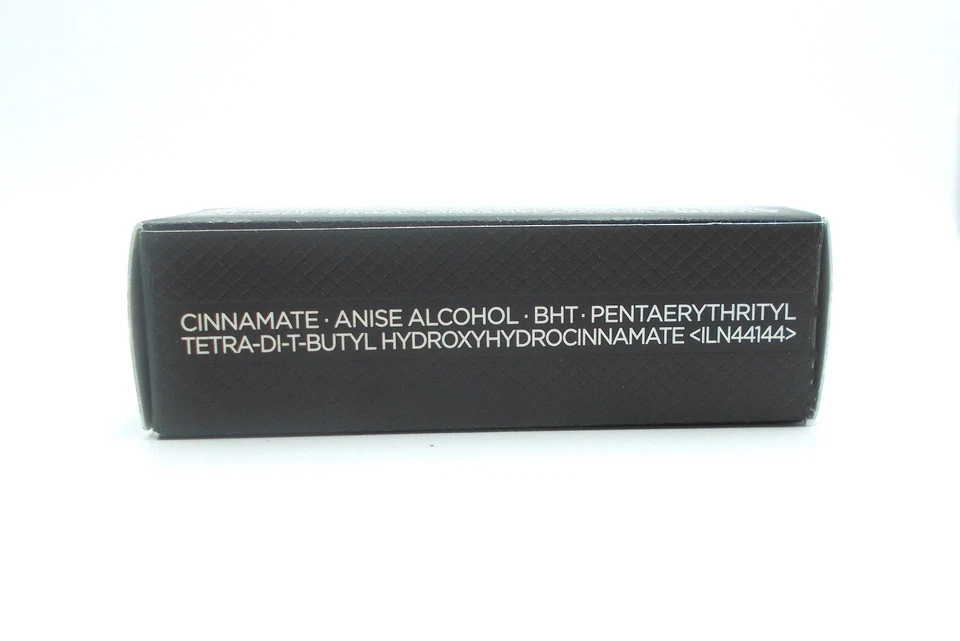 CINNAMATE · ANISE ALCOHOL · BHT · PENTAERYTHRITYL
TETRA-DI-T-BUTYL HYDROXYHYDROCINNAMATE <ILN44144>